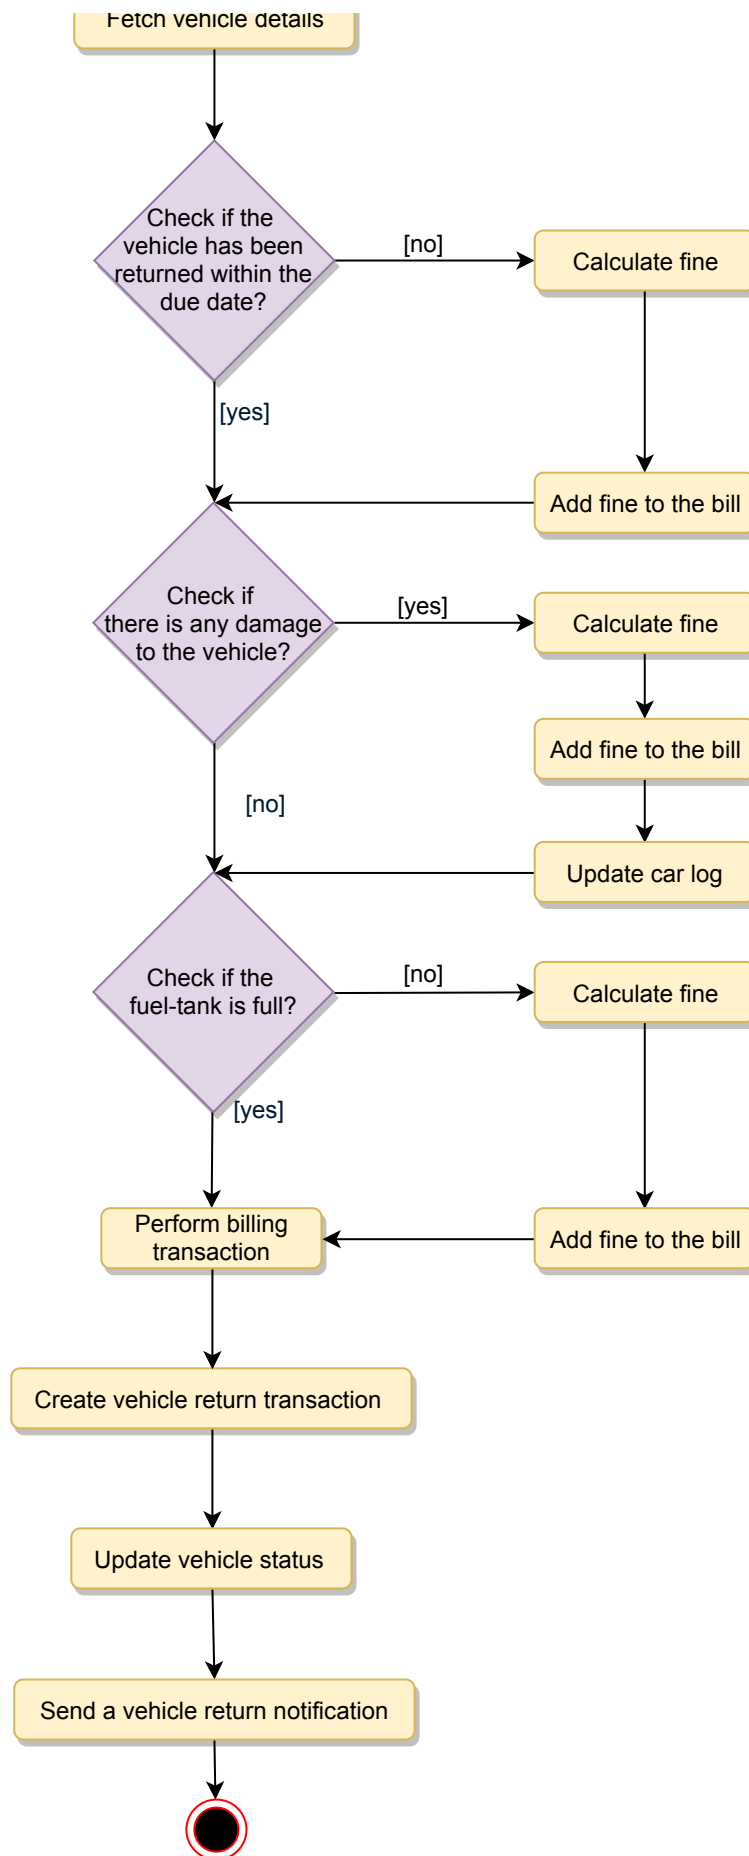 Fetch vehicle details
Check if the
vehicle has been
returned within the
due date?
[no]
Calculate fine
[yes]
Add fine to the bill
Check if
there is any damage
to the vehicle?
[yes]
Calculate fine
Add fine to the bill
[no]
Update car log
Check if the
fuel-tank is full?
[no]
Calculate fine
[yes]
Perform billing
transaction
Add fine to the bill
Create vehicle return transaction
Update vehicle status
Send a vehicle return notification